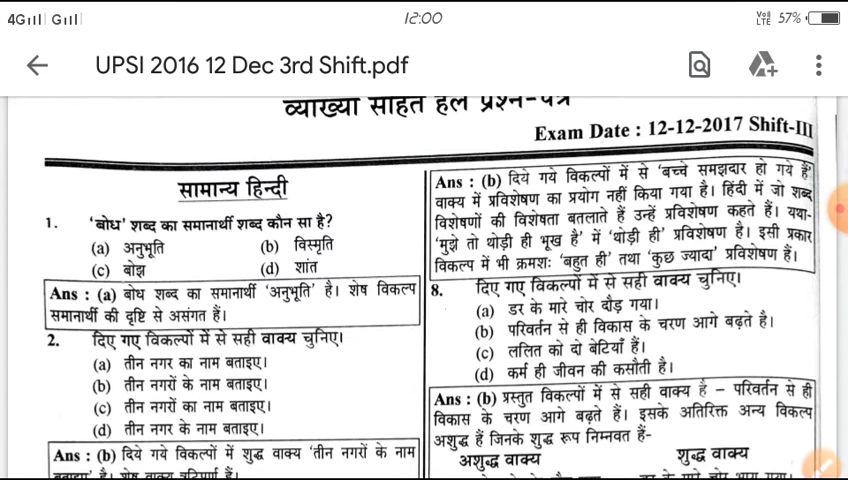 4G G 12:00 VoLTE 57%
UPSI 2016 12 Dec 3rd Shift.pdf
व्याख्या सहित हल प्रश्न-पत्र
Exam Date : 12-12-2017 Shift-III
सामान्य हिन्दी
1. 'बोध' शब्द का समानार्थी शब्द कौन सा है?
(a) अनुभूति (b) विस्मृति
(c) बोझ (d) शांत
Ans : (a) बोध शब्द का समानार्थी 'अनुभूति' है। शेष विकल्प
समानार्थी की दृष्टि से असंगत हैं।
2. दिए गए विकल्पों में से सही वाक्य चुनिए।
(a) तीन नगर का नाम बताइए।
(b) तीन नगरों के नाम बताइए।
(c) तीन नगरों का नाम बताइए।
(d) तीन नगर के नाम बताइए।
Ans : (b) दिये गये विकल्पों में शुद्ध वाक्य 'तीन नगरों के नाम
बताइए' है। शेष वाक्य त्रुटिपूर्ण हैं।
Ans : (b) दिये गये विकल्पों में से 'बच्चे समझदार हो गये हैं'
वाक्य में प्रविशेषण का प्रयोग नहीं किया गया है। हिंदी में जो शब्द
विशेषणों की विशेषता बतलाते हैं उन्हें प्रविशेषण कहते हैं। यथा-
'मुझे तो थोड़ी ही भूख है' में 'थोड़ी ही' प्रविशेषण है। इसी प्रकार
विकल्प में भी क्रमशः 'बहुत ही' तथा 'कुछ ज्यादा' प्रविशेषण हैं।
8. दिए गए विकल्पों में से सही वाक्य चुनिए।
(a) डर के मारे चोर दौड़ गया।
(b) परिवर्तन से ही विकास के चरण आगे बढ़ते है।
(c) ललित को दो बेटियाँ हैं।
(d) कर्म ही जीवन की कसौती है।
Ans : (b) प्रस्तुत विकल्पों में से सही वाक्य है – परिवर्तन से ही
विकास के चरण आगे बढ़ते हैं। इसके अतिरिक्त अन्य विकल्प
अशुद्ध हैं जिनके शुद्ध रूप निम्नवत हैं-
अशुद्ध वाक्य शुद्ध वाक्य
डर के मारे चोर भाग गया।